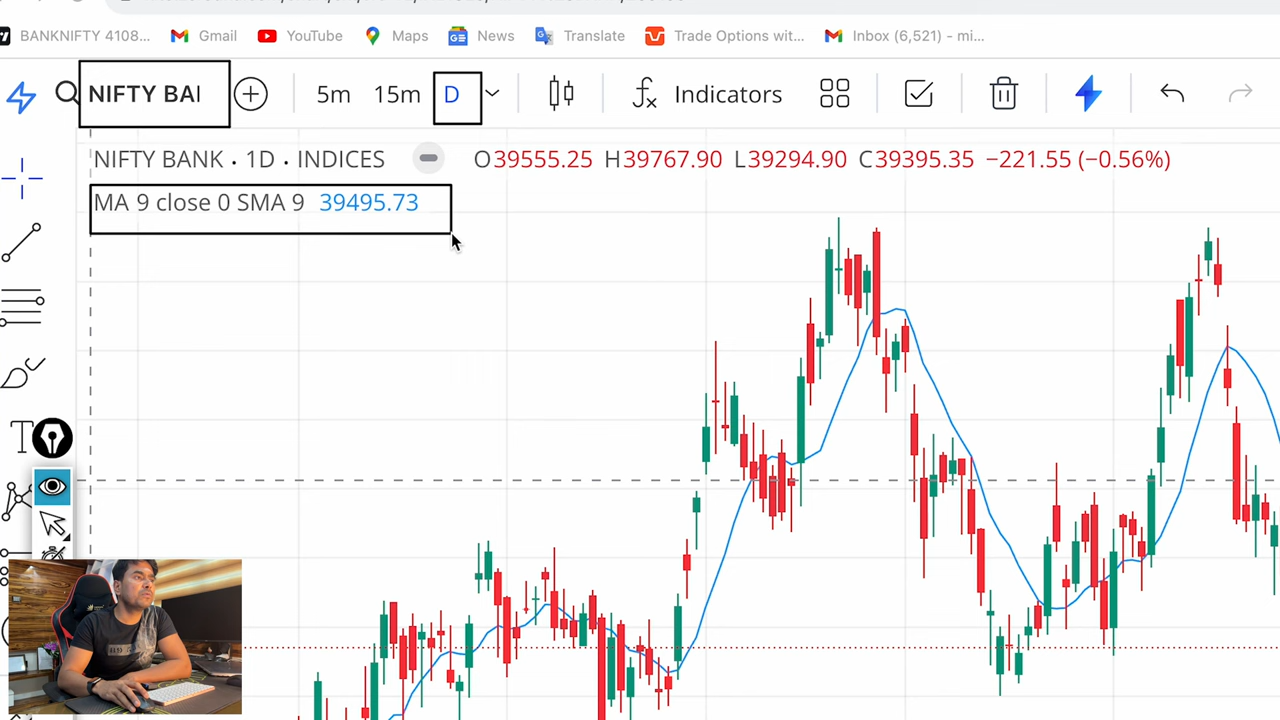 BANKNIFTY 4108... Gmail YouTube Maps News Translate Trade Options wit... Inbox (6,521) - mi...
NIFTY BAI 5m 15m D fx Indicators
NIFTY BANK · 1D · INDICES O39555.25 H39767.90 L39294.90 C39395.35 −221.55 (−0.56%)
MA 9 close 0 SMA 9 39495.73
T